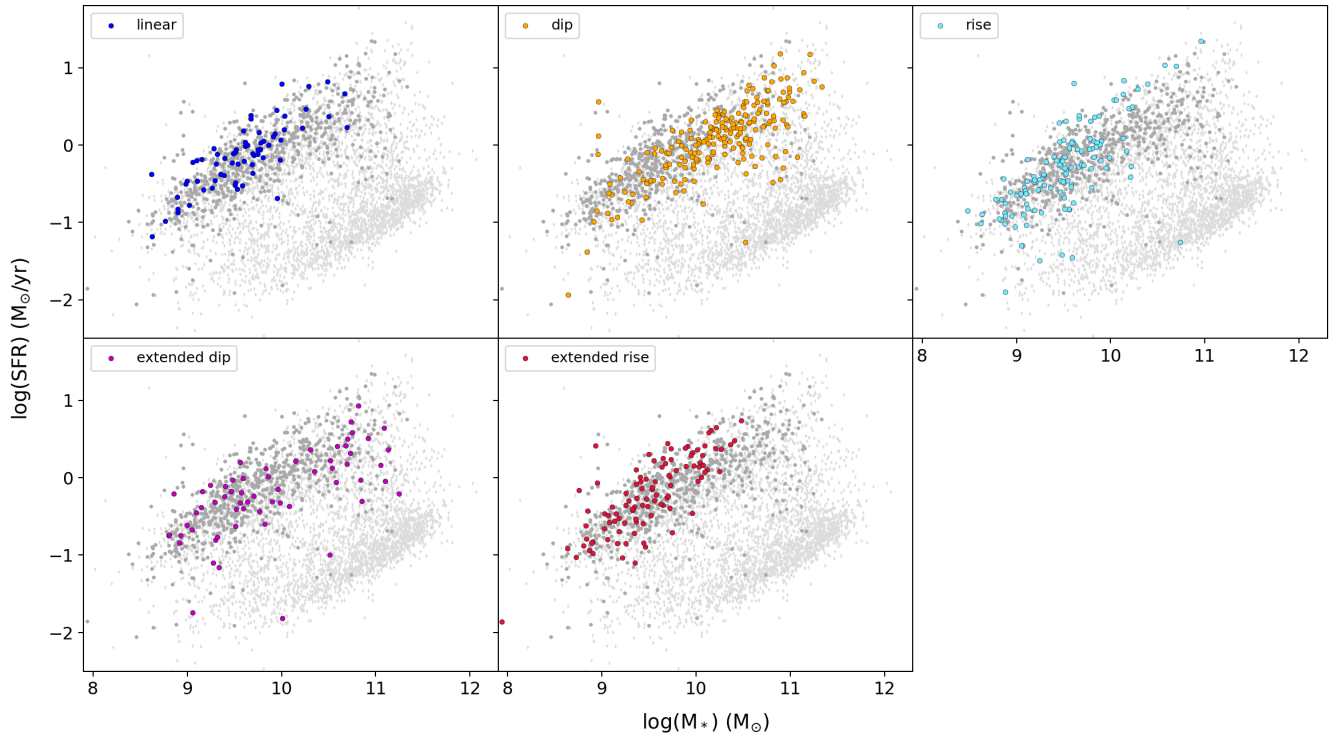 linear
dip
rise
1
0
−1
−2
8 9 10 11 12
extended dip
extended rise
1
0
−1
−2
8 9 10 11 12
8 9 10 11 12
log(SFR) (M⊙/yr)
log(M*) (M⊙)